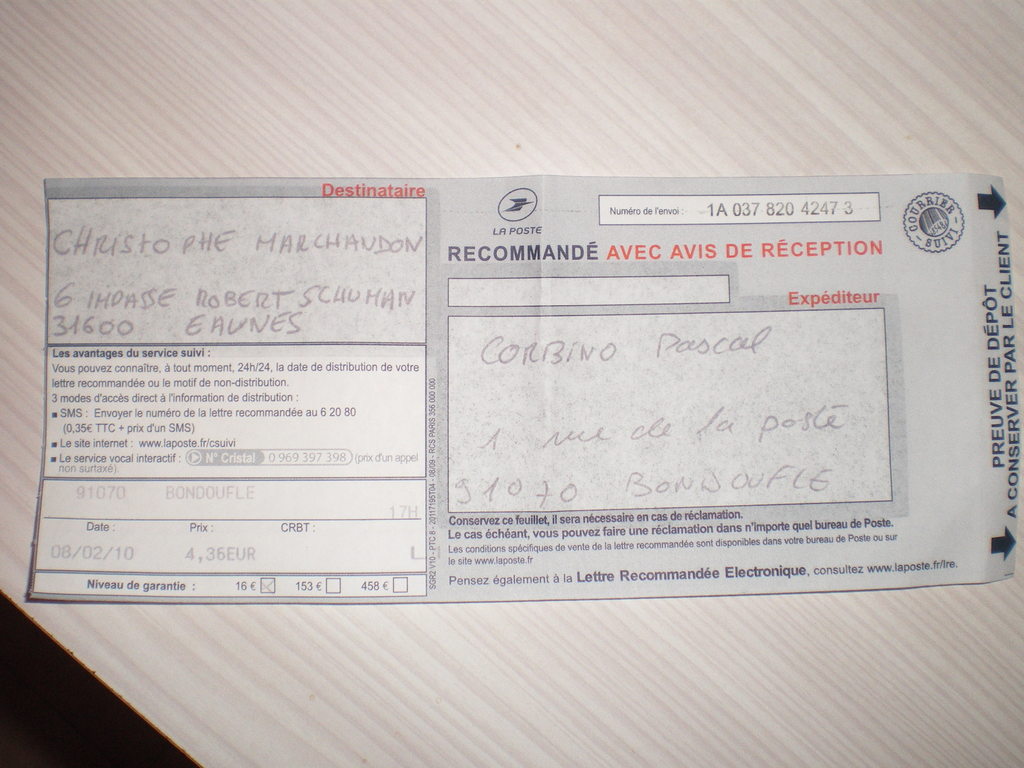 Destinataire
CHRISTOPHE MARCHANDON
6 IMPASSE ROBERT SCHUMAN
31600 EAUNES
Les avantages du service suivi :
Vous pouvez connaître, à tout moment, 24h/24, la date de distribution de votre
lettre recommandée ou le motif de non-distribution.
3 modes d'accès direct à l'information de distribution :
■ SMS : Envoyer le numéro de la lettre recommandée au 6 20 80
(0,35€ TTC + prix d'un SMS)
■ Le site internet : www.laposte.fr/csuivi
■ Le service vocal interactif : N° Cristal 0 969 397 398 (prix d'un appel
non surtaxé).
91070 BONDOUFLE
17H
Date : Prix : CRBT :
08/02/10 4,36EUR L
Niveau de garantie : 16 € 153 € 458 €
LA POSTE
Numéro de l'envoi : 1A 037 820 4247 3
COURRIER SUIVI
RECOMMANDÉ AVEC AVIS DE RÉCEPTION
Expéditeur
CORBINO Pascal
1 rue de la poste
91070 BONDOUFLE
Conservez ce feuillet, il sera nécessaire en cas de réclamation.
Le cas échéant, vous pouvez faire une réclamation dans n'importe quel bureau de Poste.
Les conditions spécifiques de vente de la lettre recommandée sont disponibles dans votre bureau de Poste ou sur
le site www.laposte.fr
Pensez également à la Lettre Recommandée Electronique, consultez www.laposte.fr/lre.
PREUVE DE DÉPÔT
A CONSERVER PAR LE CLIENT